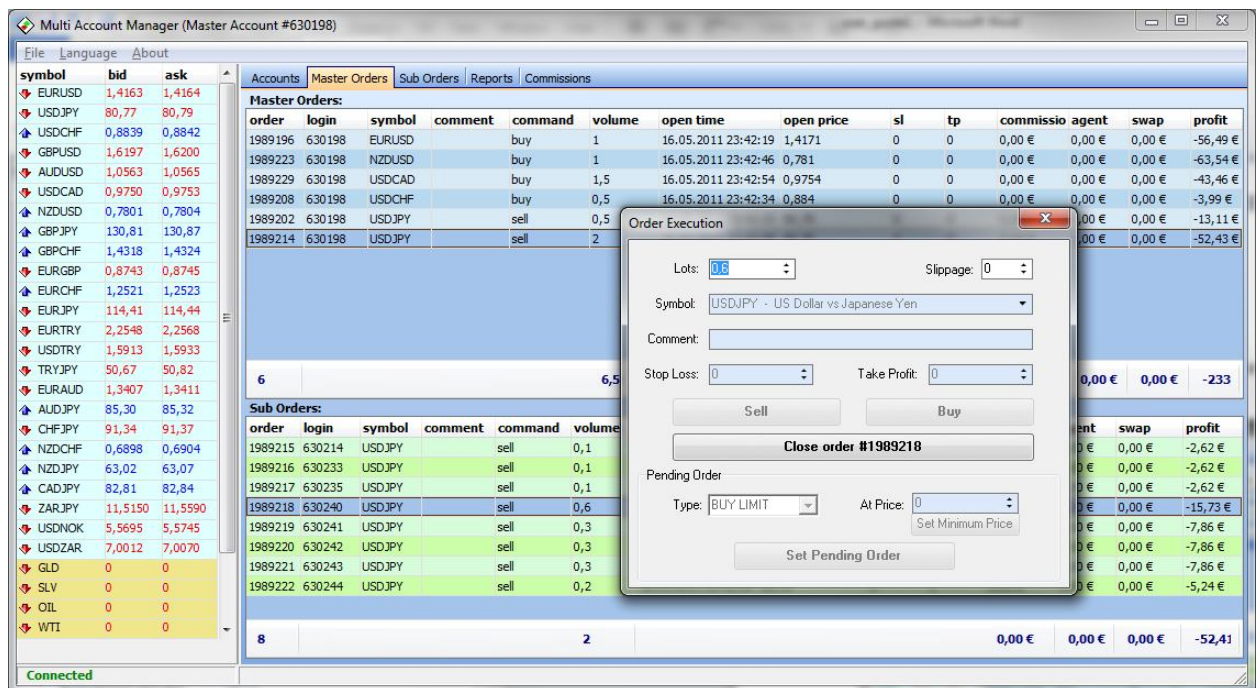 Multi Account Manager (Master Account #630198)
File Language About
symbol bid ask
EURUSD 1,4163 1,4164
USDJPY 80,77 80,79
USDCHF 0,8839 0,8842
GBPUSD 1,6197 1,6200
AUDUSD 1,0563 1,0565
USDCAD 0,9750 0,9753
NZDUSD 0,7801 0,7804
GBPJPY 130,81 130,87
GBPCHF 1,4318 1,4324
EURGBP 0,8743 0,8745
EURCHF 1,2521 1,2523
EURJPY 114,41 114,44
EURTRY 2,2548 2,2568
USDTRY 1,5913 1,5933
TRYJPY 50,67 50,82
EURAUD 1,3407 1,3411
AUDJPY 85,30 85,32
CHFJPY 91,34 91,37
NZDCHF 0,6898 0,6904
NZDJPY 63,02 63,07
CADJPY 82,81 82,84
ZARJPY 11,5150 11,5590
USDNOK 5,5695 5,5745
USDZAR 7,0012 7,0070
GLD 0 0
SLV 0 0
OIL 0 0
WTI 0 0
Accounts Master Orders Sub Orders Reports Commissions
Master Orders:
order login symbol comment command volume open time open price sl tp commissio agent swap profit
1989196 630198 EURUSD buy 1 16.05.2011 23:42:19 1,4171 0 0 0,00 € 0,00 € 0,00 € -56,49 €
1989223 630198 NZDUSD buy 1 16.05.2011 23:42:46 0,781 0 0 0,00 € 0,00 € 0,00 € -63,54 €
1989229 630198 USDCAD buy 1,5 16.05.2011 23:42:54 0,9754 0 0 0,00 € 0,00 € 0,00 € -43,46 €
1989208 630198 USDCHF buy 0,5 16.05.2011 23:42:34 0,884 0 0 0,00 € 0,00 € 0,00 € -3,99 €
1989202 630198 USDJPY sell 0,5 ,00 € 0,00 € -13,11 €
1989214 630198 USDJPY sell 2 ,00 € 0,00 € -52,43 €
6 6,5 0,00 € 0,00 € -233
Sub Orders:
order login symbol comment command volume ent swap profit
1989215 630214 USDJPY sell 0,1 0 € 0,00 € -2,62 €
1989216 630233 USDJPY sell 0,1 0 € 0,00 € -2,62 €
1989217 630235 USDJPY sell 0,1 0 € 0,00 € -2,62 €
1989218 630240 USDJPY sell 0,6 0 € 0,00 € -15,73 €
1989219 630241 USDJPY sell 0,3 0 € 0,00 € -7,86 €
1989220 630242 USDJPY sell 0,3 0 € 0,00 € -7,86 €
1989221 630243 USDJPY sell 0,3 0 € 0,00 € -7,86 €
1989222 630244 USDJPY sell 0,2 0 € 0,00 € -5,24 €
8 2 0,00 € 0,00 € 0,00 € -52,41
Order Execution
Lots: 0,6 Slippage: 0
Symbol: USDJPY - US Dollar vs Japanese Yen
Comment:
Stop Loss: 0 Take Profit: 0
Sell Buy
Close order #1989218
Pending Order
Type: BUY LIMIT At Price: 0
Set Minimum Price
Set Pending Order
Connected